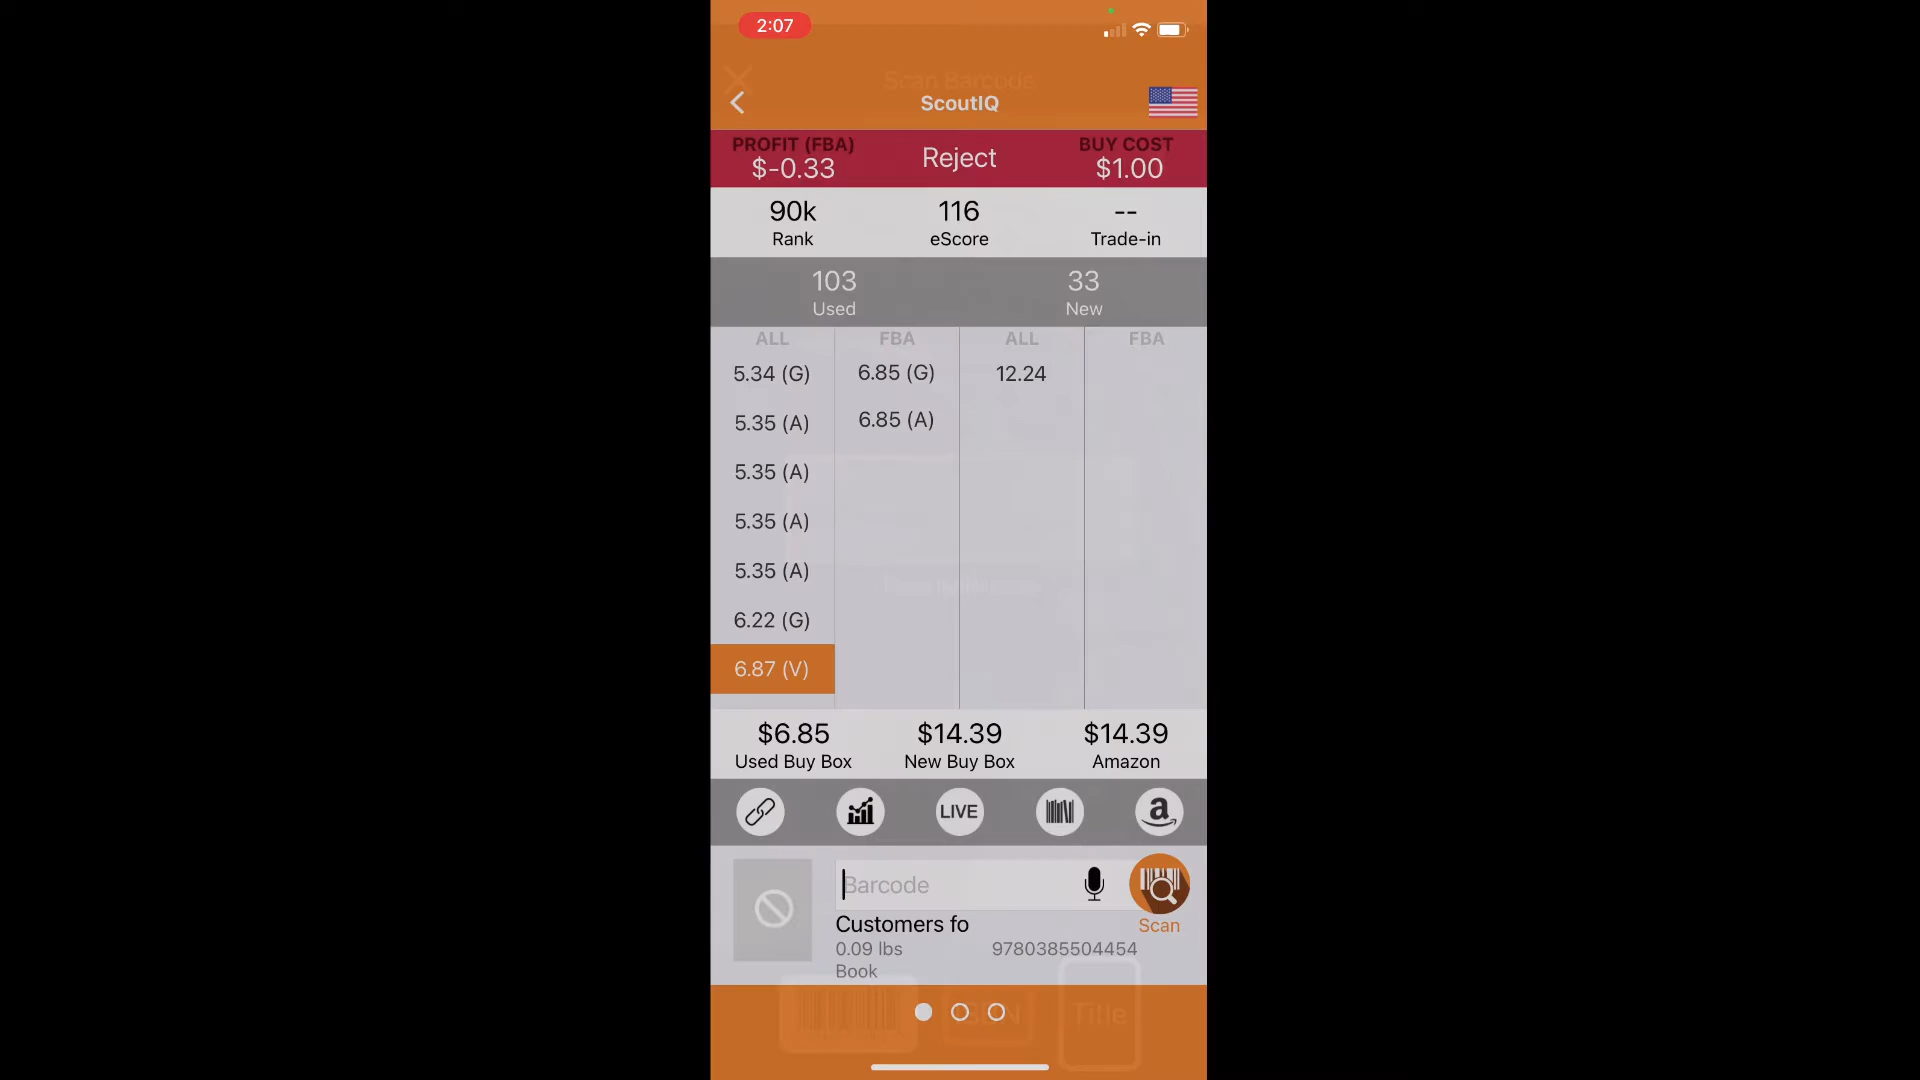 2:07
Scan Barcode
ScoutIQ
PROFIT (FBA) Reject BUY COST
$-0.33 $1.00
90k 116 --
Rank eScore Trade-in
103 33
Used New
ALL FBA ALL FBA
5.34 (G) 6.85 (G) 12.24
5.35 (A) 6.85 (A)
5.35 (A)
5.35 (A)
5.35 (A)
6.22 (G)
6.87 (V)
$6.85 $14.39 $14.39
Used Buy Box New Buy Box Amazon
LIVE a
Barcode
Customers fo Scan
0.09 lbs 9780385504454
Book
Title